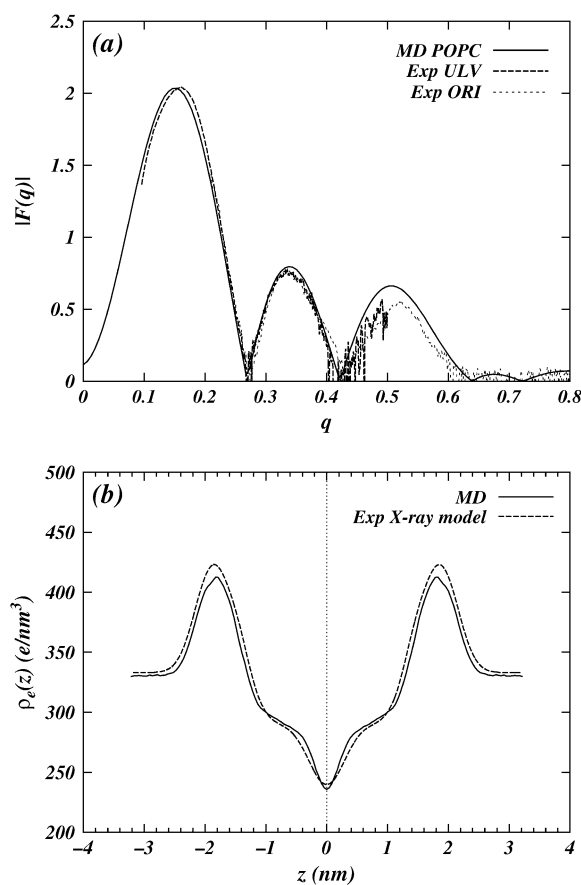 2.5
(a)
MD POPC
Exp ULV
Exp ORI
2
1.5
|F(q)|
1
0.5
0
0 0.1 0.2 0.3 0.4 0.5 0.6 0.7 0.8
q
500
(b)
MD
Exp X-ray model
450
400
ρe(z) (e/nm³)
350
300
250
200
−4 −3 −2 −1 0 1 2 3 4
z (nm)